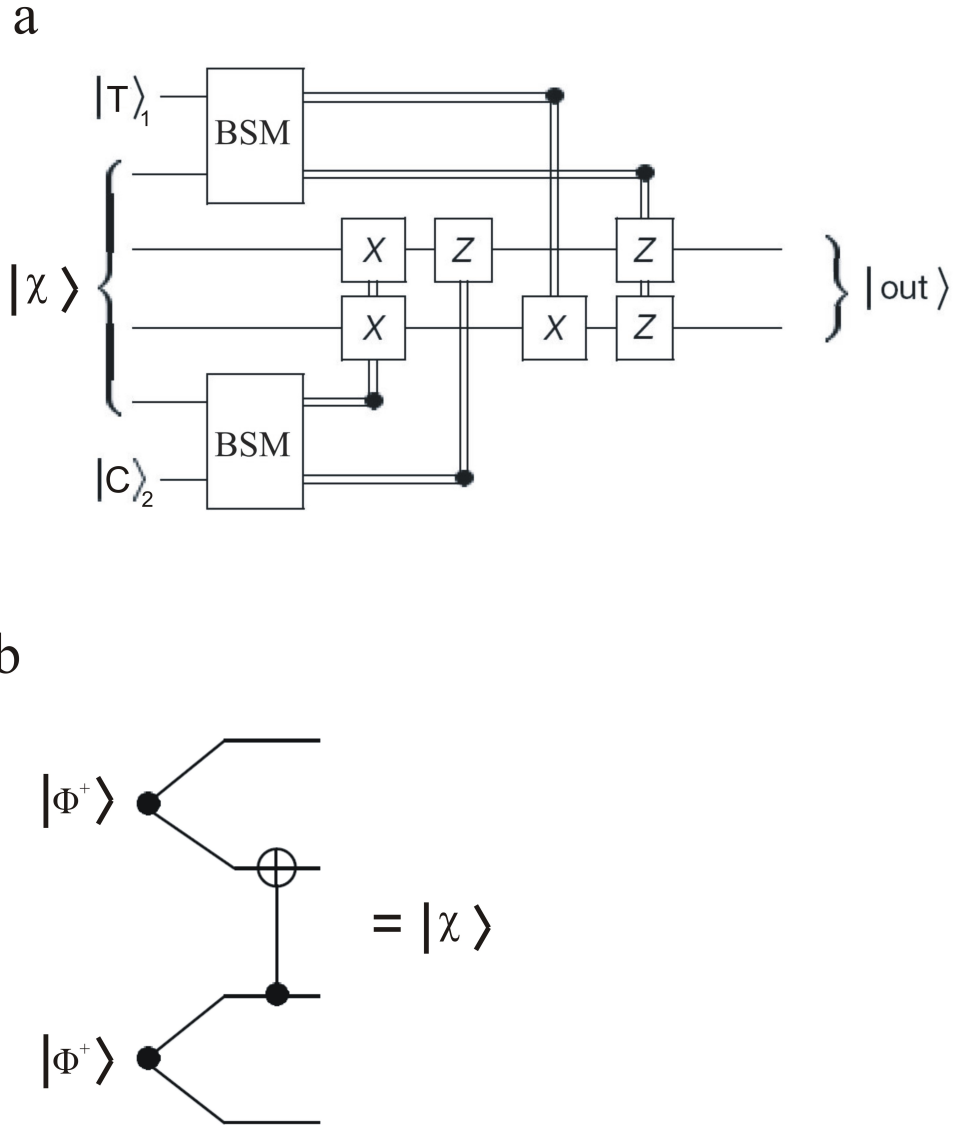 a
|T⟩₁
BSM
X Z Z
|χ⟩ |out⟩
X X Z
BSM
|C⟩₂
b
|Φ⁺⟩
= |χ⟩
|Φ⁺⟩